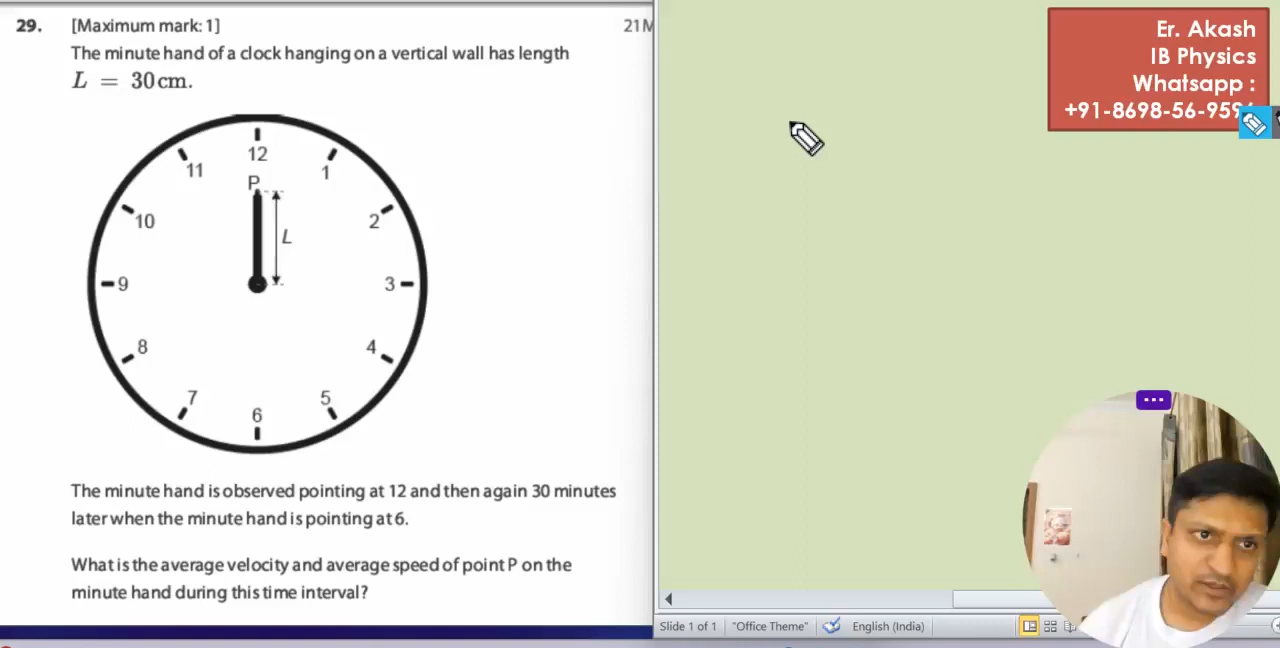 29. [Maximum mark: 1] 21M
The minute hand of a clock hanging on a vertical wall has length
L = 30 cm.
12
11
1
P
10
2
L
9
3
8
4
7
5
6
The minute hand is observed pointing at 12 and then again 30 minutes
later when the minute hand is pointing at 6.
What is the average velocity and average speed of point P on the
minute hand during this time interval?
Er. Akash
IB Physics
Whatsapp :
+91-8698-56-959
Slide 1 of 1 "Office Theme" English (India)